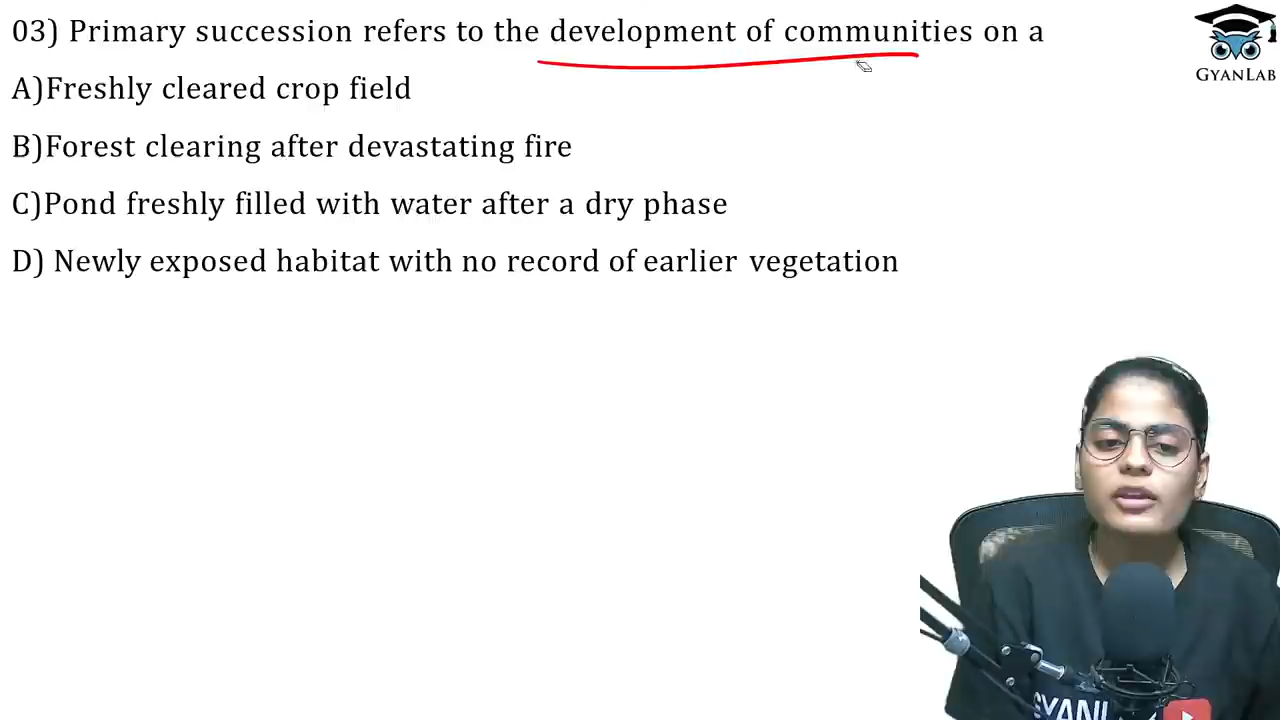 03) Primary succession refers to the development of communities on a
GYANLAB
A)Freshly cleared crop field
B)Forest clearing after devastating fire
C)Pond freshly filled with water after a dry phase
D) Newly exposed habitat with no record of earlier vegetation